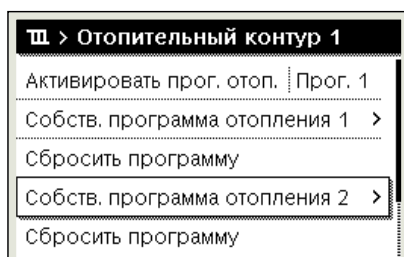 > Отопительный контур 1
Активировать прог. отоп. Прог. 1
Собств. программа отопления 1 >
Сбросить программу
Собств. программа отопления 2 >
Сбросить программу